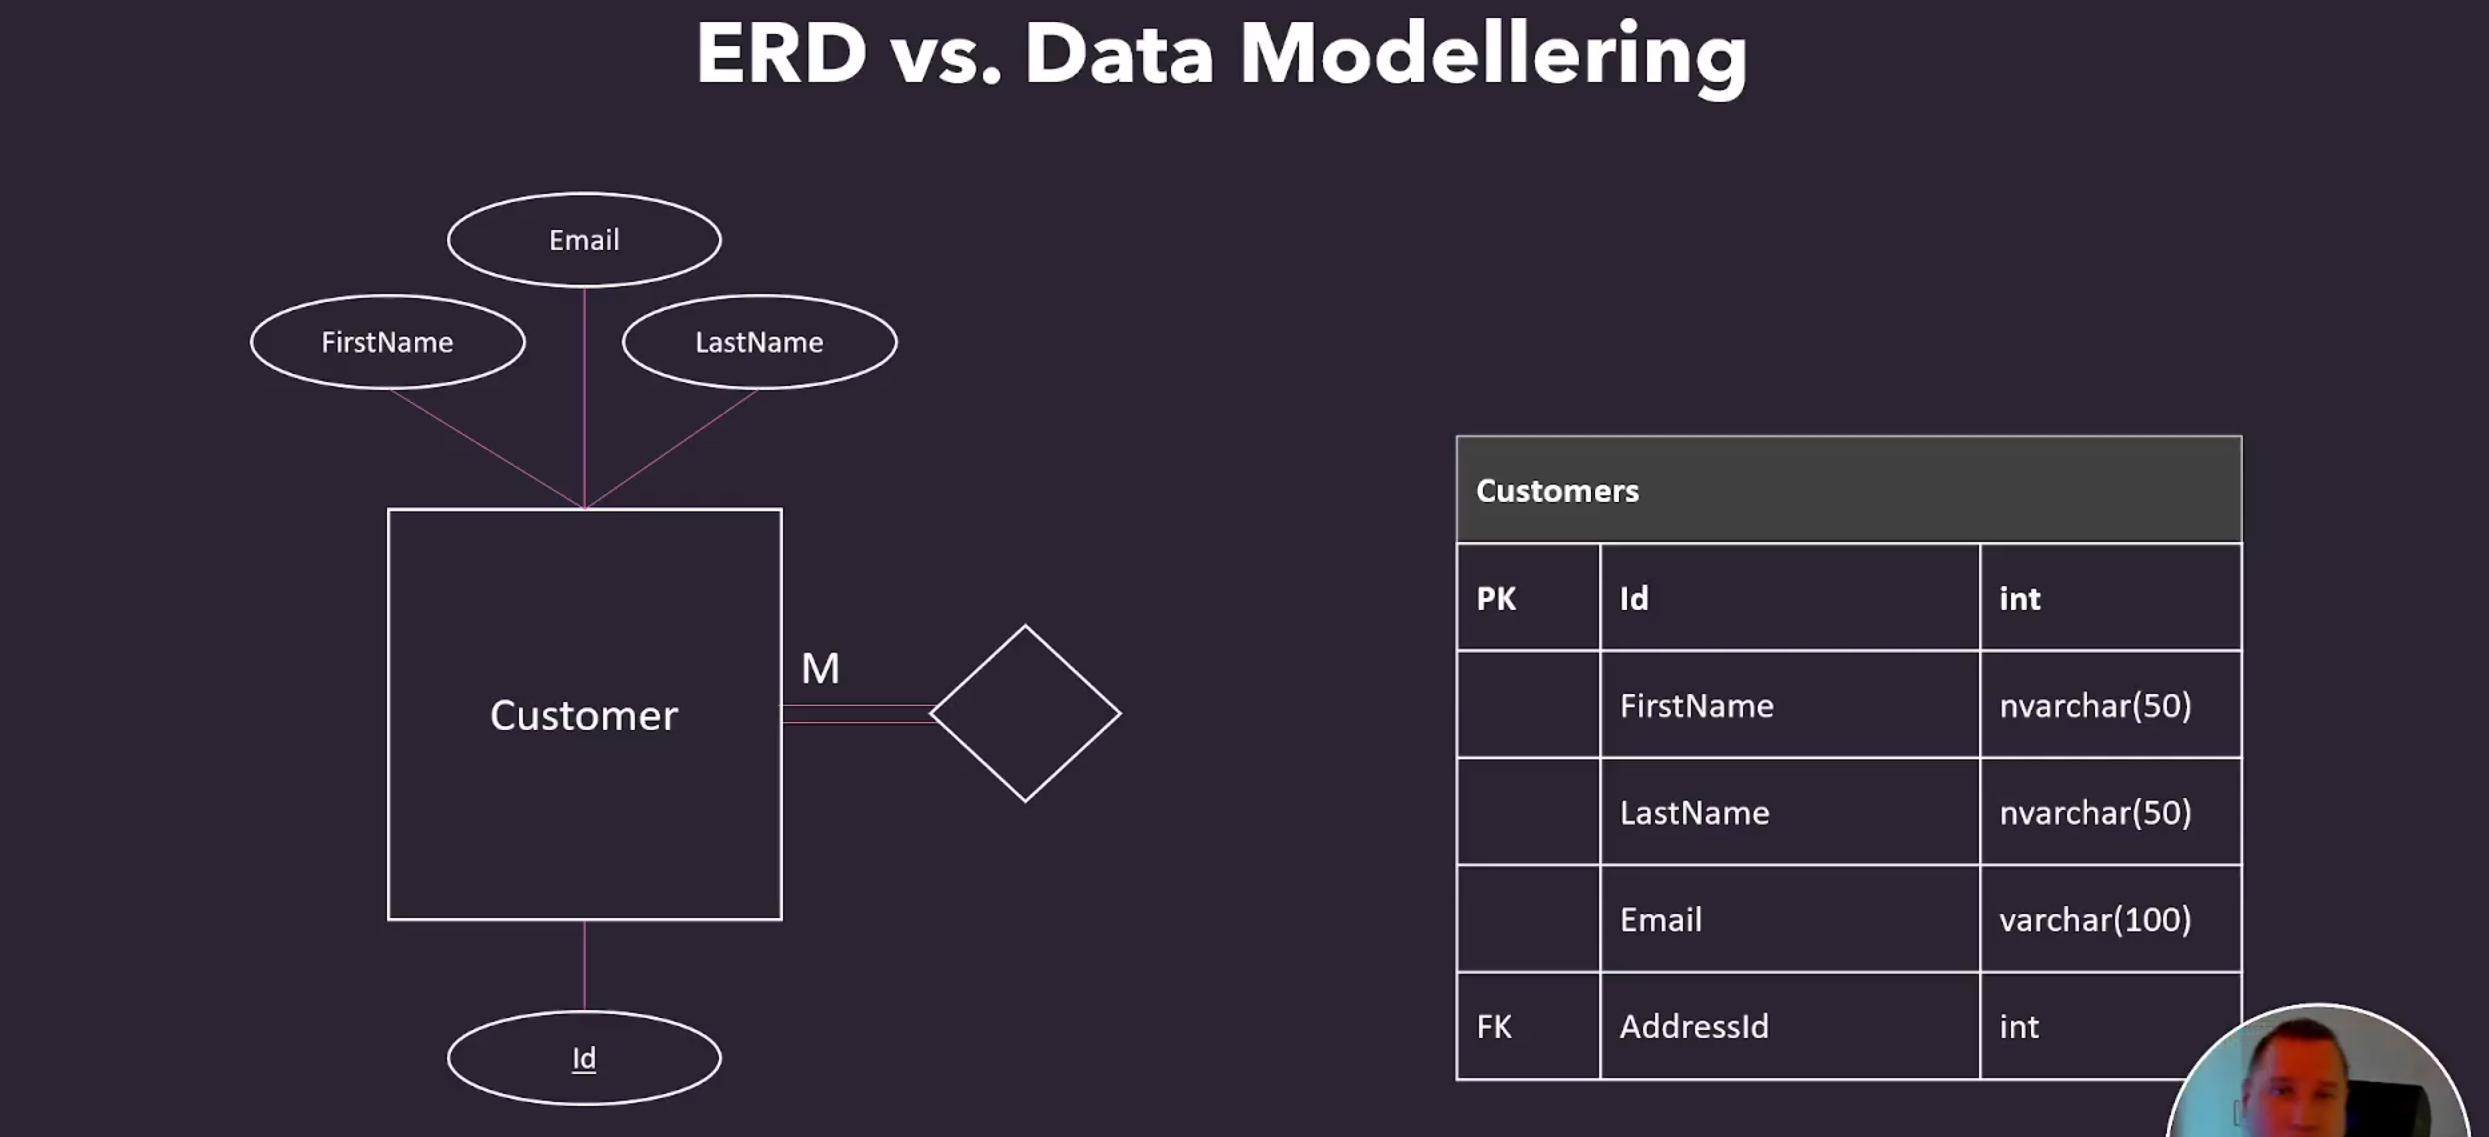 ERD vs. Data Modellering
Email
FirstName
LastName
Customer
M
Id
Customers
PK Id int
FirstName nvarchar(50)
LastName nvarchar(50)
Email varchar(100)
FK AddressId int